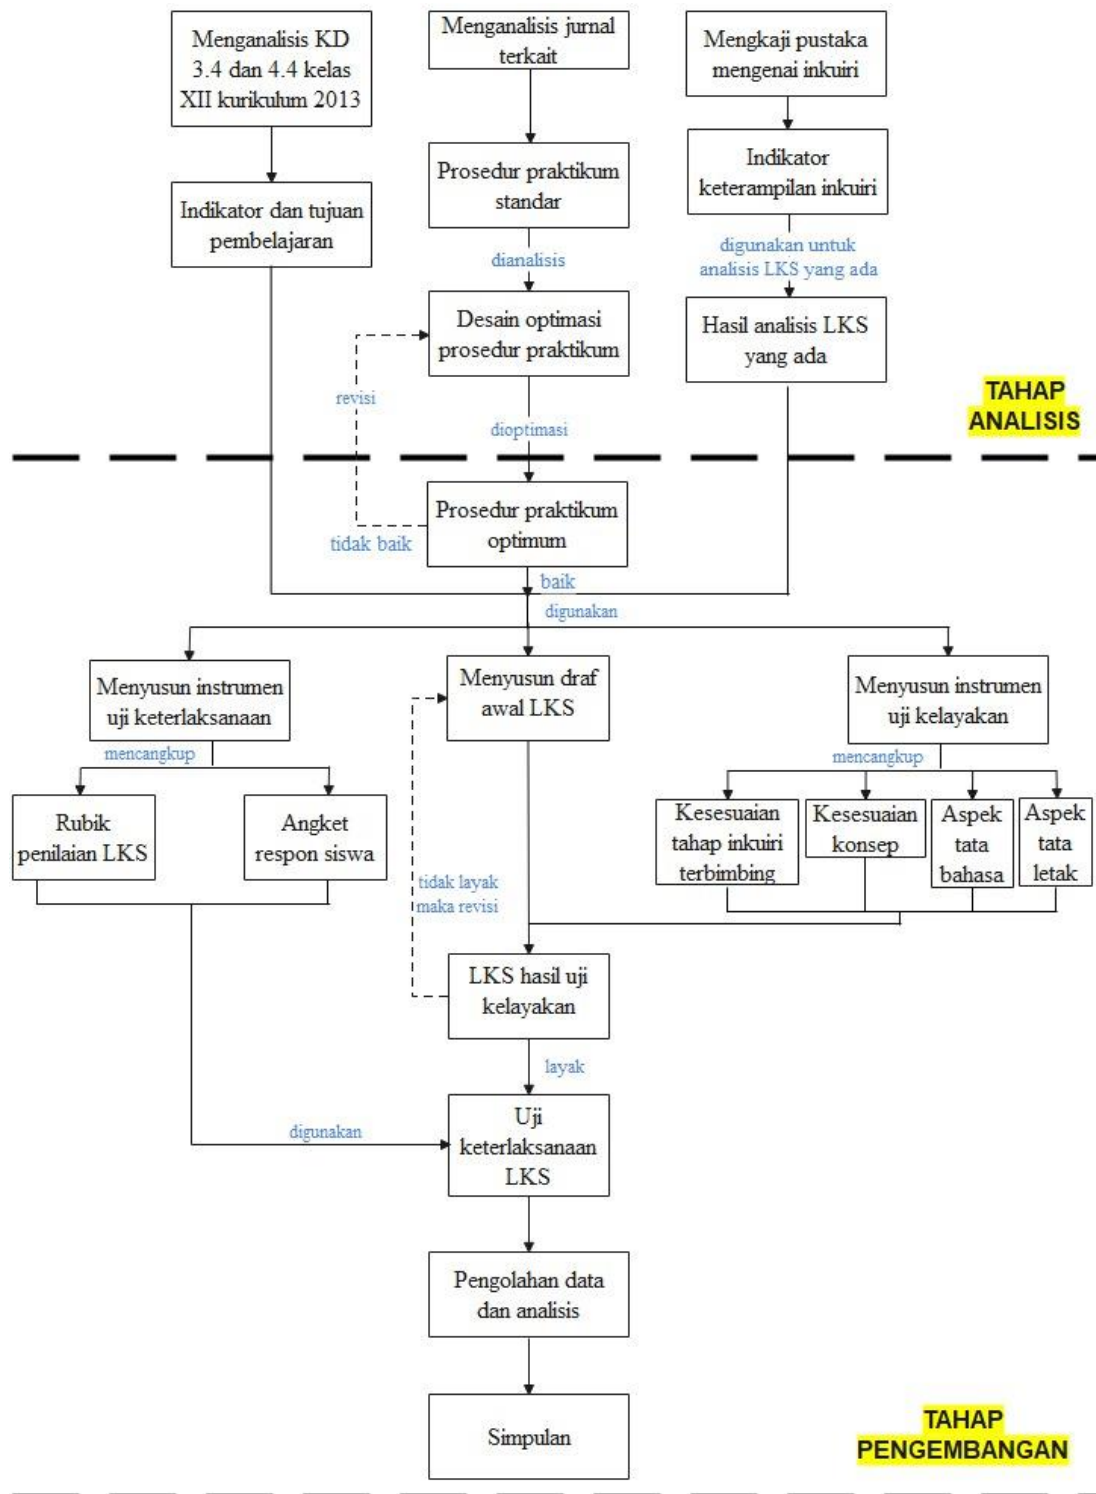 Menganalisis KD
3.4 dan 4.4 kelas
XII kurikulum 2013
Menganalisis jurnal
terkait
Mengkaji pustaka
mengenai inkuiri
Indikator dan tujuan
pembelajaran
Prosedur praktikum
standar
Indikator
keterampilan inkuiri
dianalisis
digunakan untuk
analisis LKS yang ada
Desain optimasi
prosedur praktikum
Hasil analisis LKS
yang ada
revisi
dioptimasi
TAHAP
ANALISIS
Prosedur praktikum
optimum
tidak baik
baik
digunakan
Menyusun instrumen
uji keterlaksanaan
Menyusun draf
awal LKS
Menyusun instrumen
uji kelayakan
mencangkup
mencangkup
Rubik
penilaian LKS
Angket
respon siswa
Kesesuaian
tahap inkuiri
terbimbing
Kesesuaian
konsep
Aspek
tata
bahasa
Aspek
tata
letak
tidak layak
maka revisi
LKS hasil uji
kelayakan
layak
digunakan
Uji
keterlaksanaan
LKS
Pengolahan data
dan analisis
Simpulan
TAHAP
PENGEMBANGAN